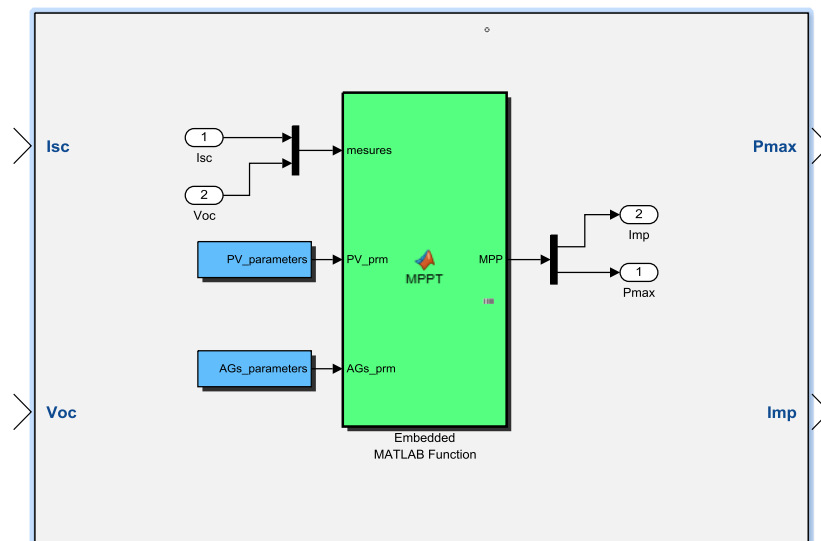 Isc
Pmax
1
Isc
mesures
2
Voc
2
Imp
PV_parameters
PV_prm
MPPT
MPP
1
Pmax
AGs_parameters
AGs_prm
Voc
Imp
Embedded
MATLAB Function